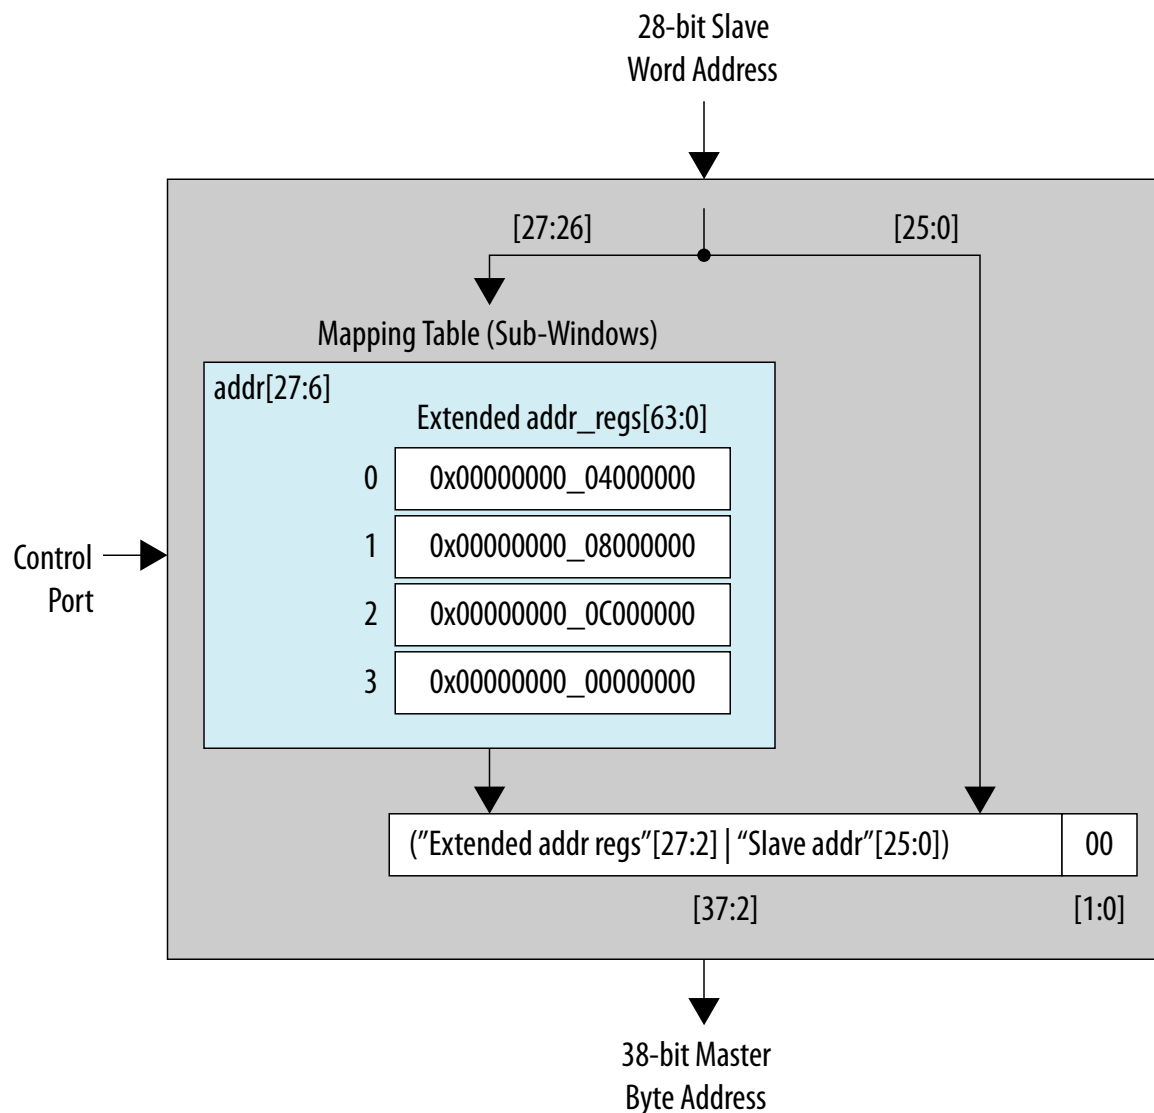 28-bit Slave
Word Address
[27:26]
[25:0]
Mapping Table (Sub-Windows)
addr[27:6]
Extended addr_regs[63:0]
0 0x00000000_04000000
1 0x00000000_08000000
2 0x00000000_0C000000
3 0x00000000_00000000
Control
Port
(”Extended addr regs”[27:2] | “Slave addr”[25:0]) 00
[37:2] [1:0]
38-bit Master
Byte Address